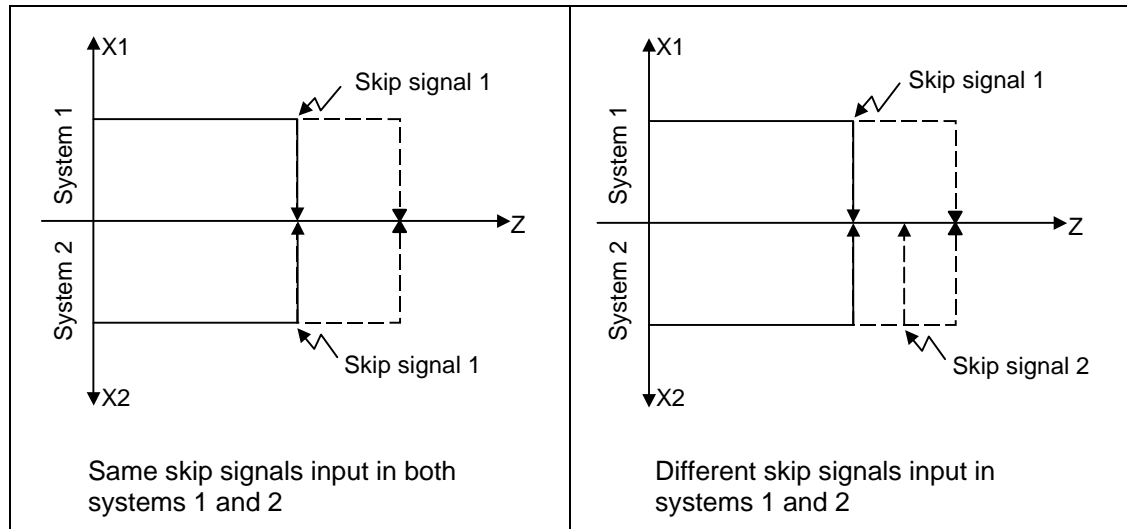 X1
Skip signal 1
System 1
Z
System 2
Skip signal 1
X2
Same skip signals input in both
systems 1 and 2
X1
Skip signal 1
System 1
Z
System 2
Skip signal 2
X2
Different skip signals input in
systems 1 and 2